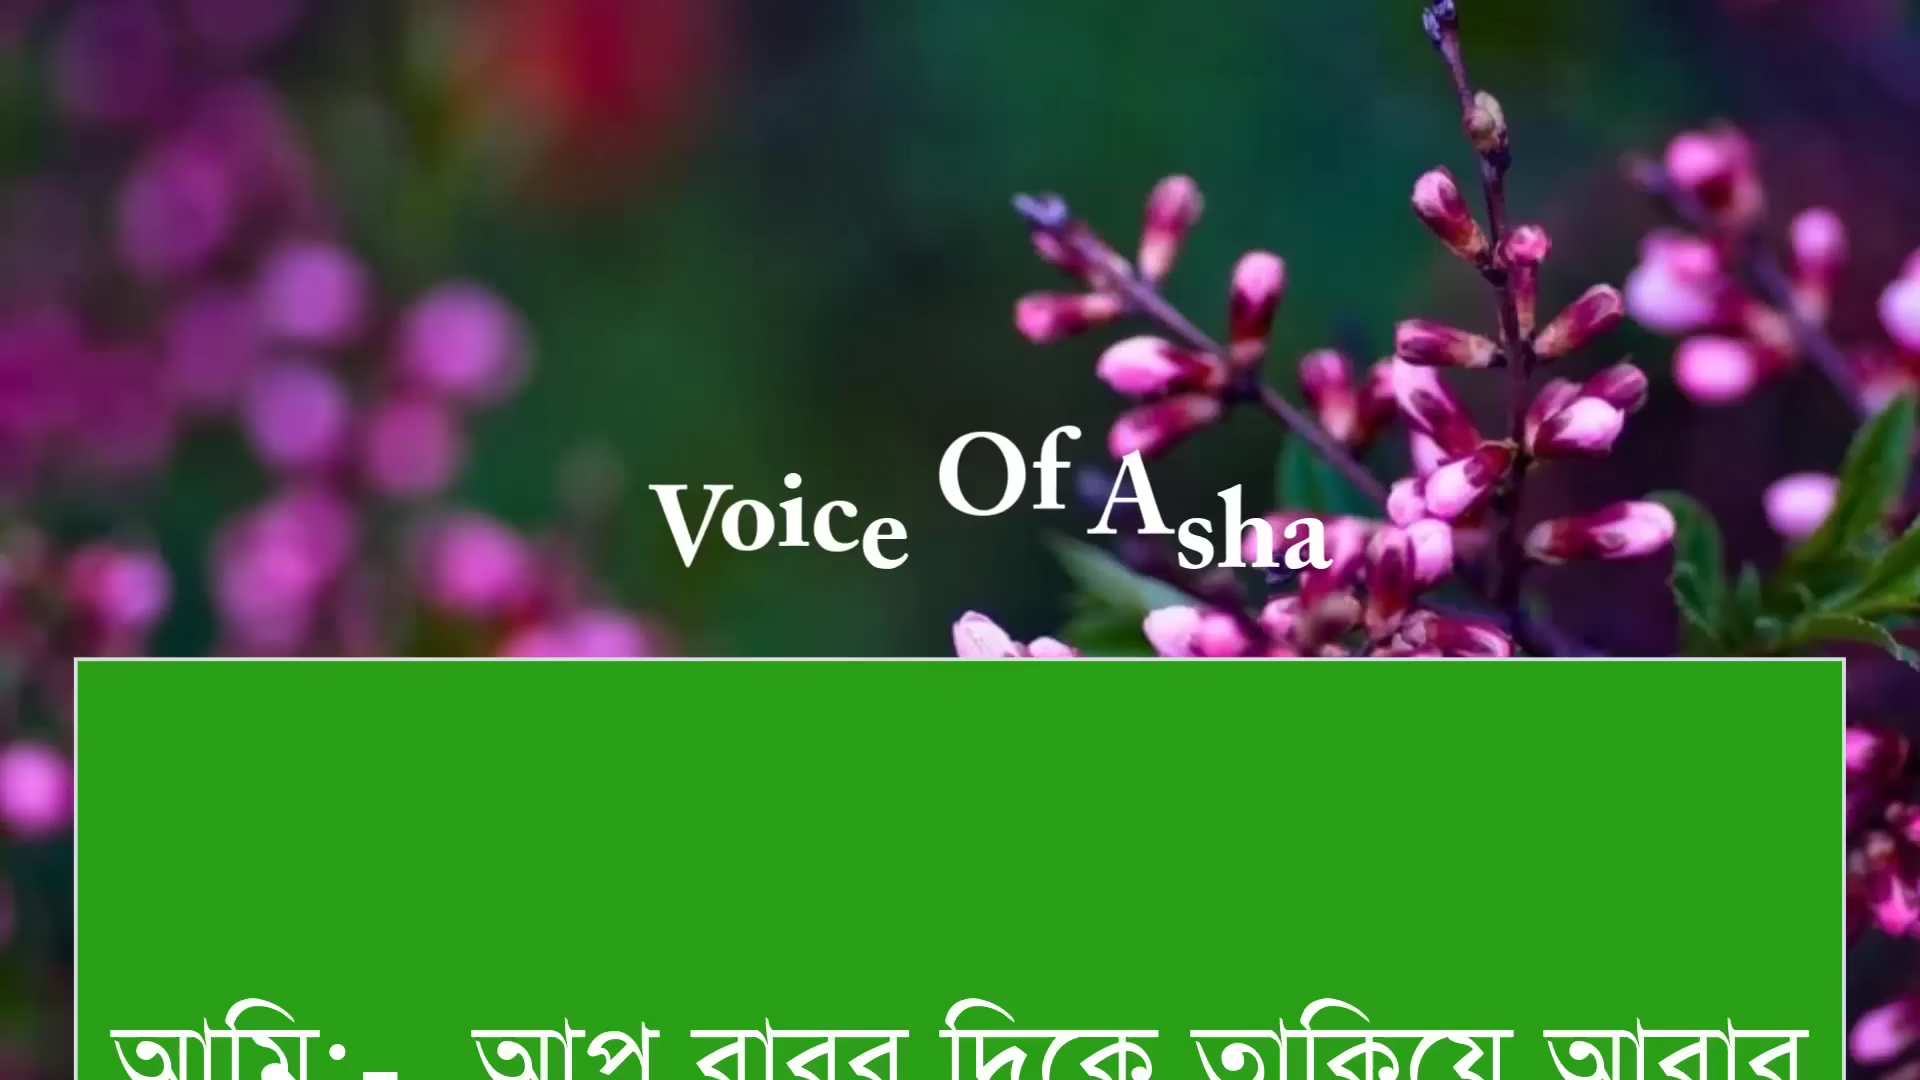 Voice Of Asha
আমি:- দিকে তাকিয়ে আবার